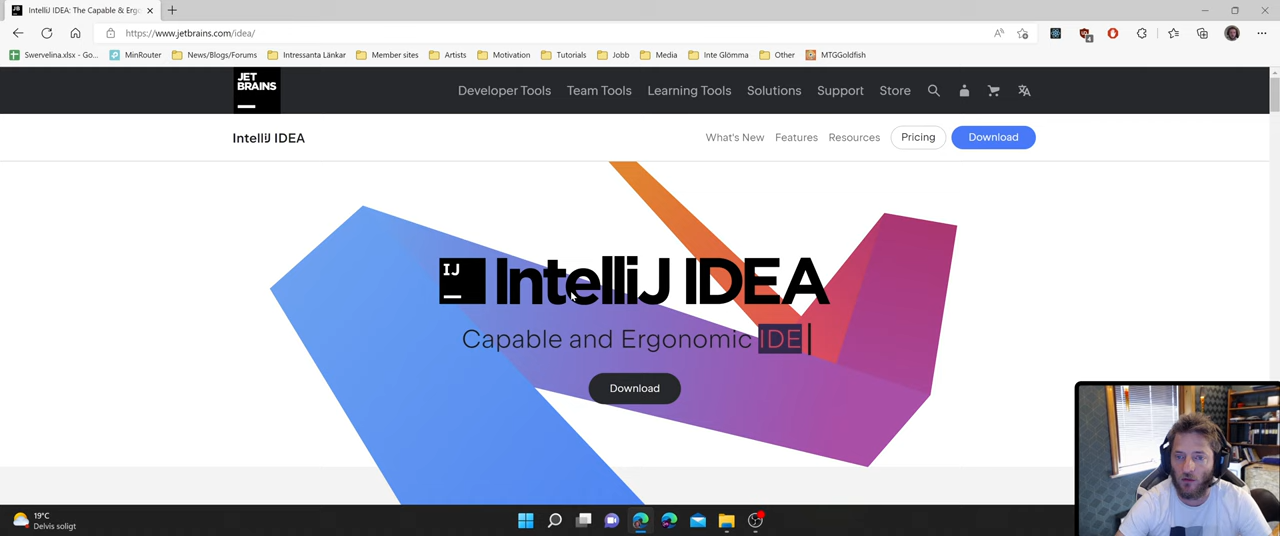 IntelliJ IDEA: The Capable & Ergo
https://www.jetbrains.com/idea/
4
Swervelina.xlsx - Go... MinRouter News/Blogs/Forums Intressanta Länkar Member sites Artists Motivation Tutorials Jobb Media Inte Glömma Other MTGGoldfish
JET
BRAINS
Developer Tools Team Tools Learning Tools Solutions Support Store
IntelliJ IDEA What's New Features Resources Pricing Download
IJ IntelliJ IDEA
Capable and Ergonomic IDE
Download
19°C
Delvis soligt